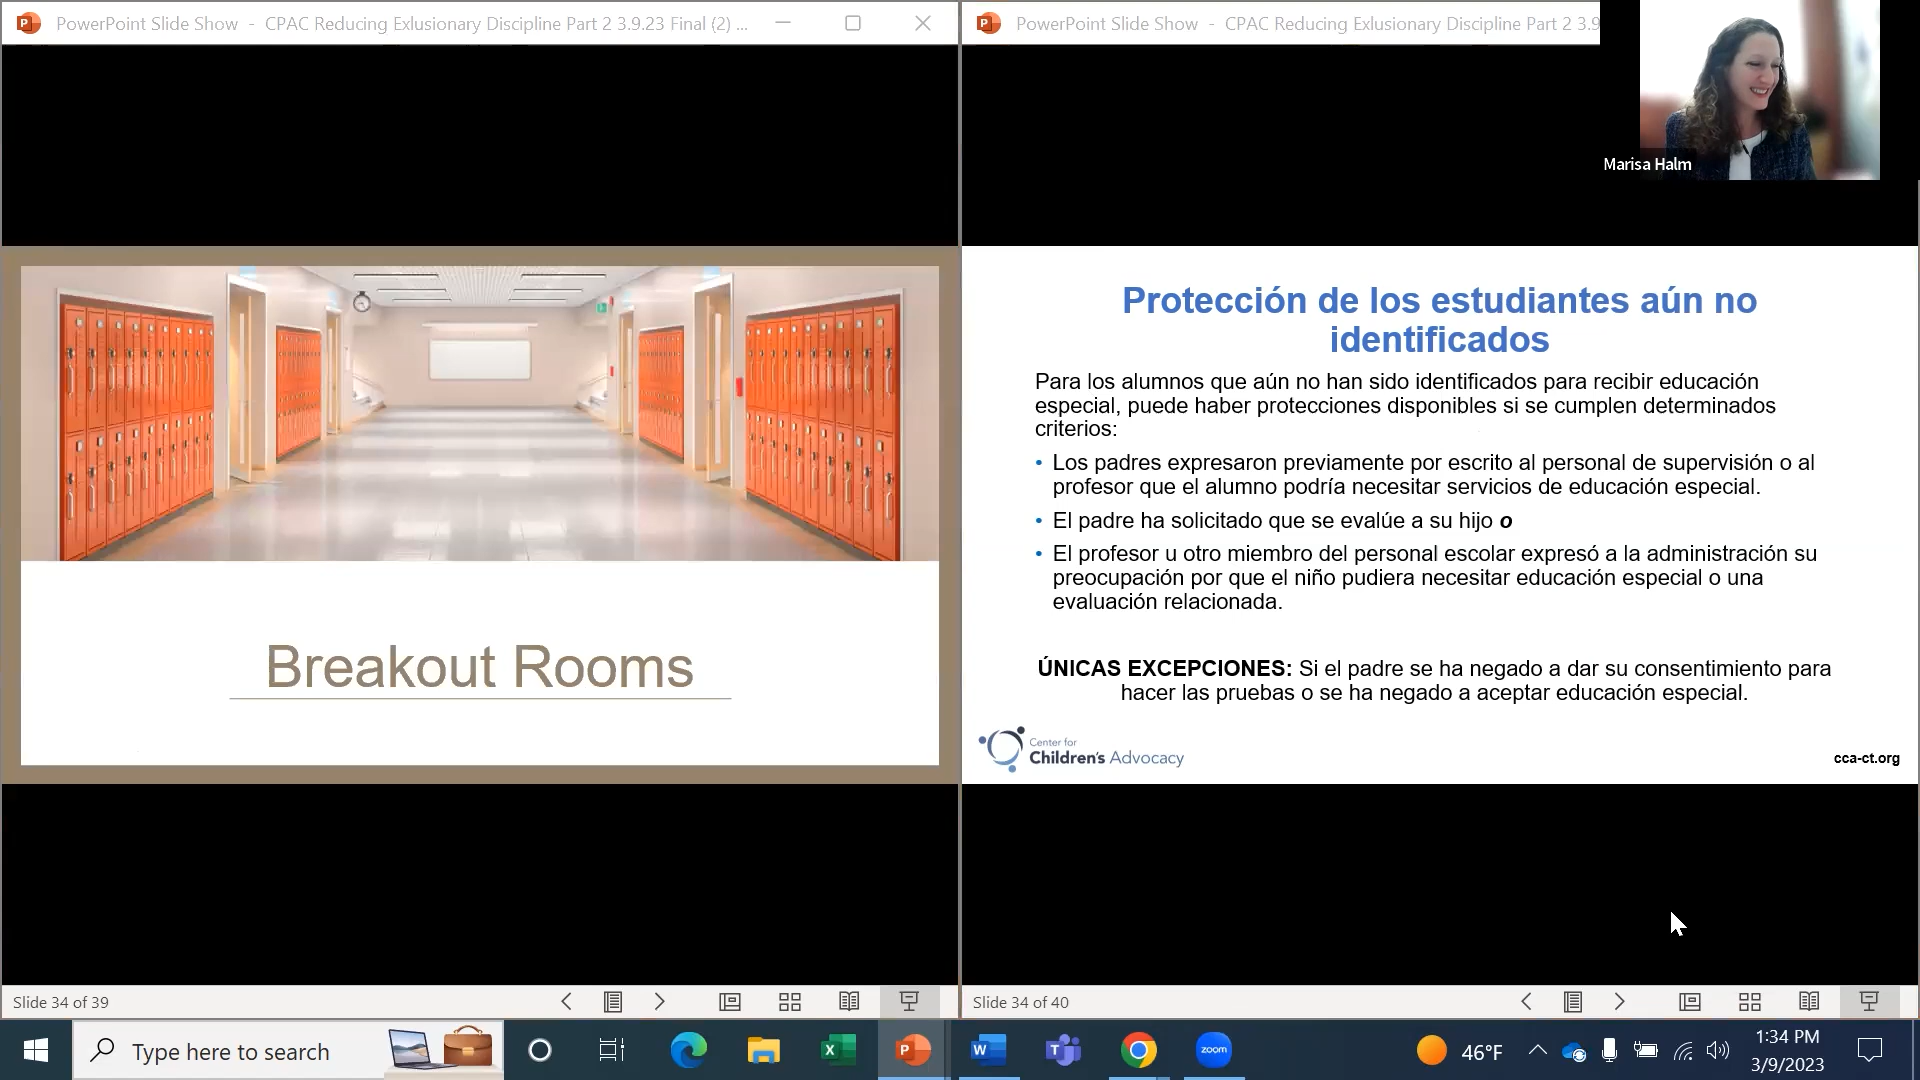 PowerPoint Slide Show - CPAC Reducing Exlusionary Discipline Part 2 3.9.23 Final (2) ...
PowerPoint Slide Show - CPAC Reducing Exlusionary Discipline Part 2 3.9
Marisa Halm
Breakout Rooms
Protección de los estudiantes aún no
identificados
Para los alumnos que aún no han sido identificados para recibir educación
especial, puede haber protecciones disponibles si se cumplen determinados
criterios:
• Los padres expresaron previamente por escrito al personal de supervisión o al
profesor que el alumno podría necesitar servicios de educación especial.
• El padre ha solicitado que se evalúe a su hijo o
• El profesor u otro miembro del personal escolar expresó a la administración su
preocupación por que el niño pudiera necesitar educación especial o una
evaluación relacionada.
ÚNICAS EXCEPCIONES: Si el padre se ha negado a dar su consentimiento para
hacer las pruebas o se ha negado a aceptar educación especial.
Center for
Children's Advocacy
cca-ct.org
Slide 34 of 39
Slide 34 of 40
Type here to search
zoom
46°F
1:34 PM
3/9/2023